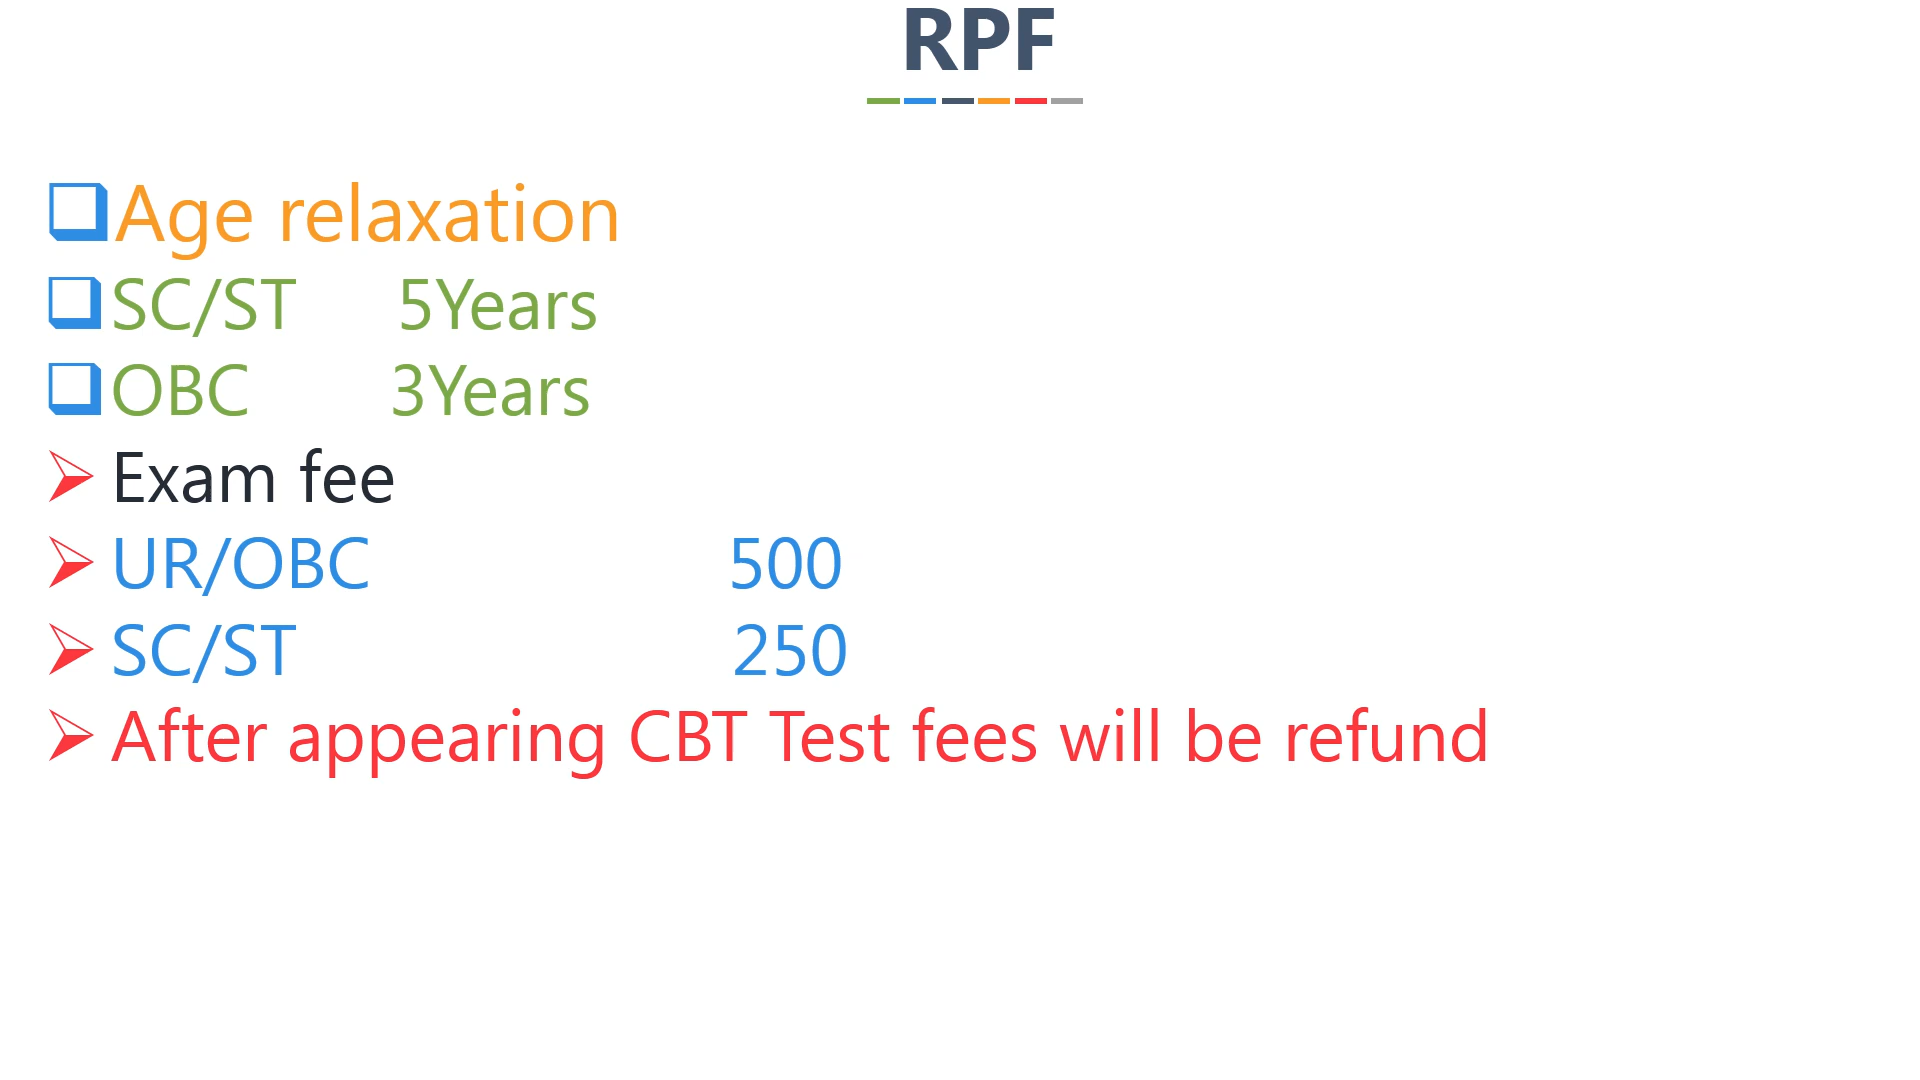 RPF
Age relaxation
SC/ST 5Years
OBC 3Years
Exam fee
UR/OBC 500
SC/ST 250
After appearing CBT Test fees will be refund